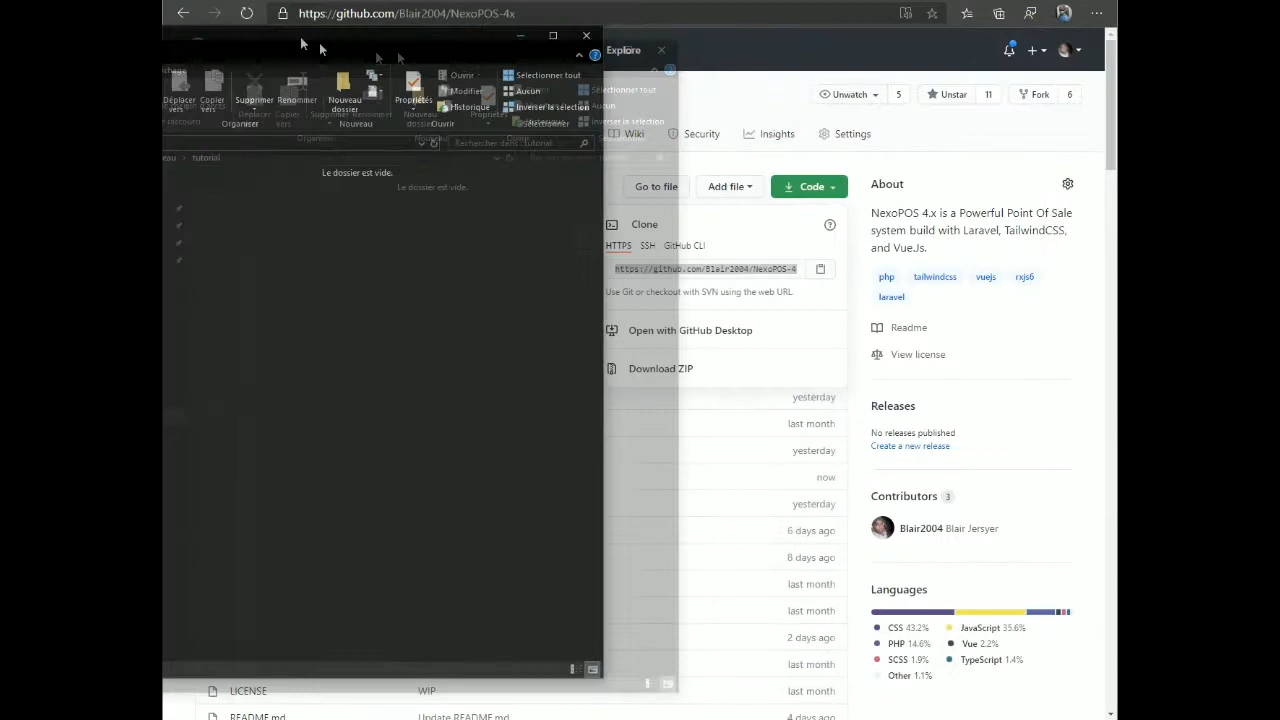 https://github.com/Blair2004/NexoPOS-4x
Explore
Unwatch 5
Unstar 11
Fork 6
Déplacer vers
Copier vers
Supprimer
Renommer
Nouveau dossier
Propriétés
Ouvrir
Modifier
Historique
Sélectionner tout
Aucun
Inverser la sélection
Organiser
Nouveau
Ouvrir
Sélectionner
Rechercher dans : tutorial
tutorial
Le dossier est vide.
Le dossier est vide.
Wiki
Security
Insights
Settings
Go to file
Add file
Code
Clone
HTTPS
SSH
GitHub CLI
https://github.com/Blair2004/NexoPOS-4
Use Git or checkout with SVN using the web URL.
Open with GitHub Desktop
Download ZIP
yesterday
last month
yesterday
now
yesterday
6 days ago
8 days ago
last month
last month
2 days ago
last month
LICENSE
WIP
last month
README.md
Update README.md
4 days ago
About
NexoPOS 4.x is a Powerful Point Of Sale
system build with Laravel, TailwindCSS,
and VueJs.
php
tailwindcss
vuejs
rxjs6
laravel
Readme
View license
Releases
No releases published
Create a new release
Contributors 3
Blair2004 Blair Jersyer
Languages
CSS 43.2%
JavaScript 35.6%
PHP 14.6%
Vue 2.2%
SCSS 1.9%
TypeScript 1.4%
Other 1.1%